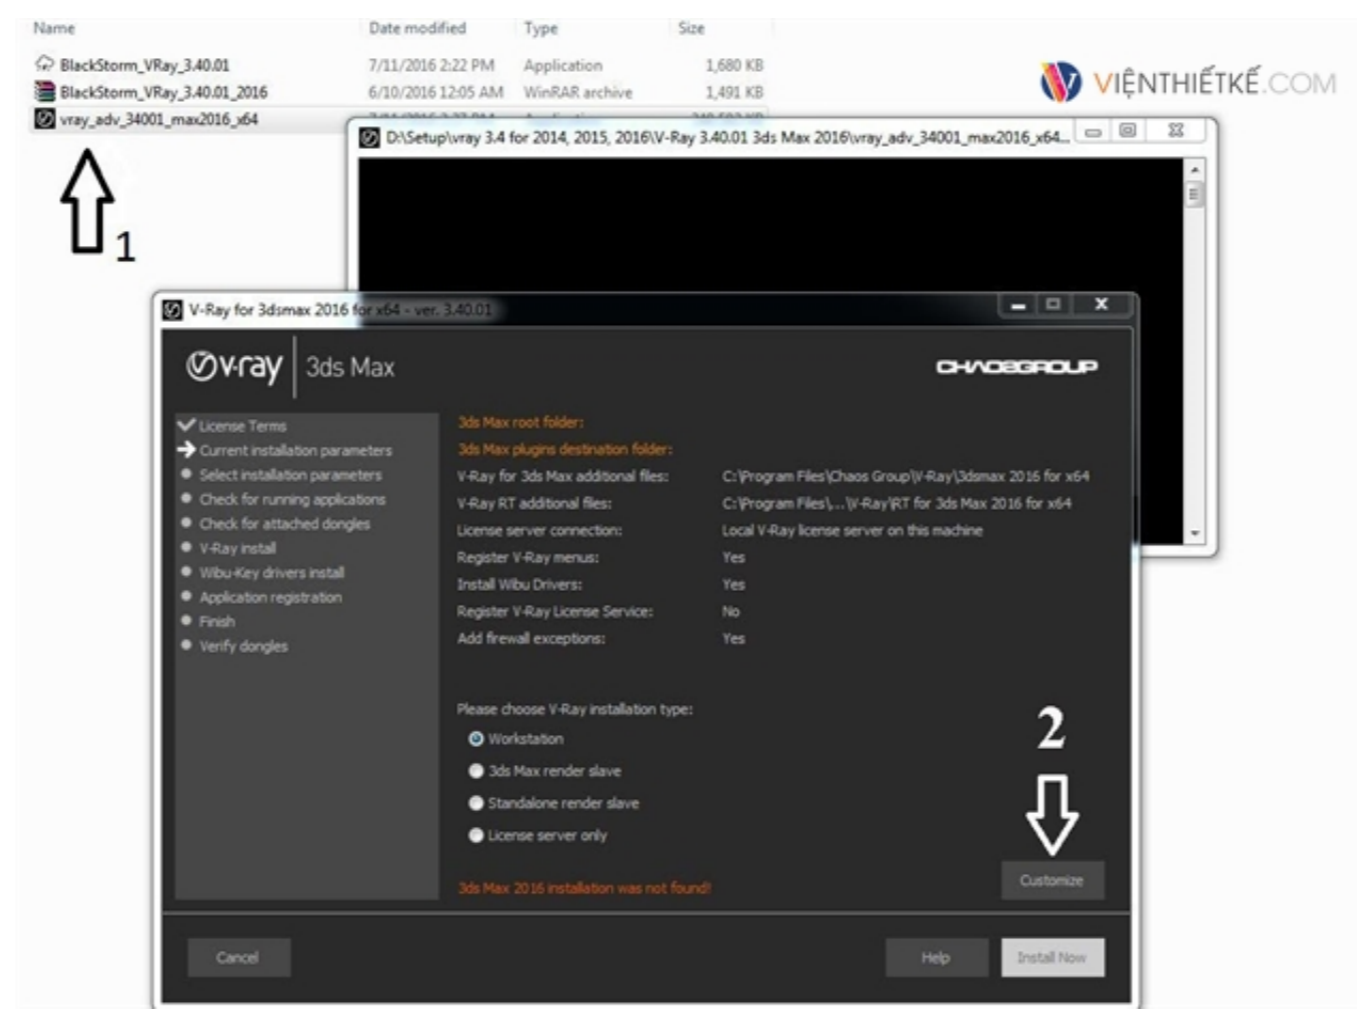 Name Date modified Type Size
BlackStorm_VRay_3.40.01 7/11/2016 2:22 PM Application 1,680 KB
BlackStorm_VRay_3.40.01_2016 6/10/2016 12:05 AM WinRAR archive 1,491 KB
vray_adv_34001_max2016_x64
VIỆNTHIẾTKẾ.COM
1
D:\Setup\vray 3.4 for 2014, 2015, 2016\V-Ray 3.40.01 3ds Max 2016\vray_adv_34001_max2016_x64...
V-Ray for 3dsmax 2016 for x64 - ver. 3.40.01
v-ray 3ds Max
CHAOSGROUP
License Terms
Current installation parameters
Select installation parameters
Check for running applications
Check for attached dongles
V-Ray install
Wibu-Key drivers install
Application registration
Finish
Verify dongles
3ds Max root folder:
3ds Max plugins destination folder:
V-Ray for 3ds Max additional files: C:\Program Files\Chaos Group\V-Ray\3dsmax 2016 for x64
V-Ray RT additional files: C:\Program Files\,...\V-Ray\RT for 3ds Max 2016 for x64
License server connection: Local V-Ray license server on this machine
Register V-Ray menus: Yes
Install Wibu Drivers: Yes
Register V-Ray License Service: No
Add firewall exceptions: Yes
Please choose V-Ray installation type:
Workstation
3ds Max render slave
Standalone render slave
License server only
2
3ds Max 2016 installation was not found!
Customize
Cancel Help Install Now